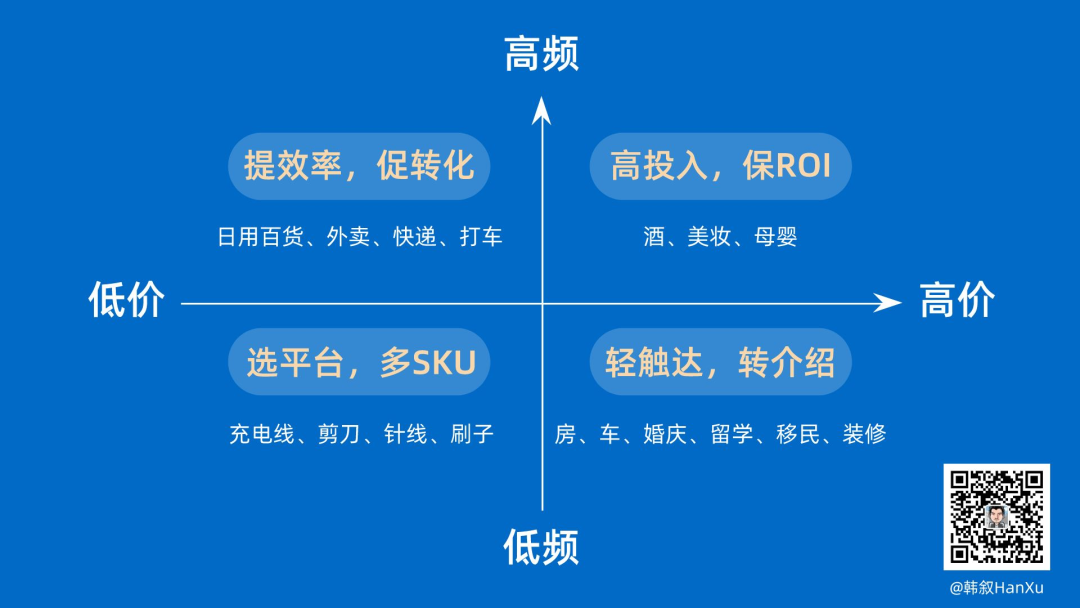 高频
提效率，促转化
高投入，保ROI
日用百货、外卖、快递、打车
酒、美妆、母婴
低价
高价
选平台，多SKU
轻触达，转介绍
充电线、剪刀、针线、刷子
房、车、婚庆、留学、移民、装修
低频
@韩叙HanXu